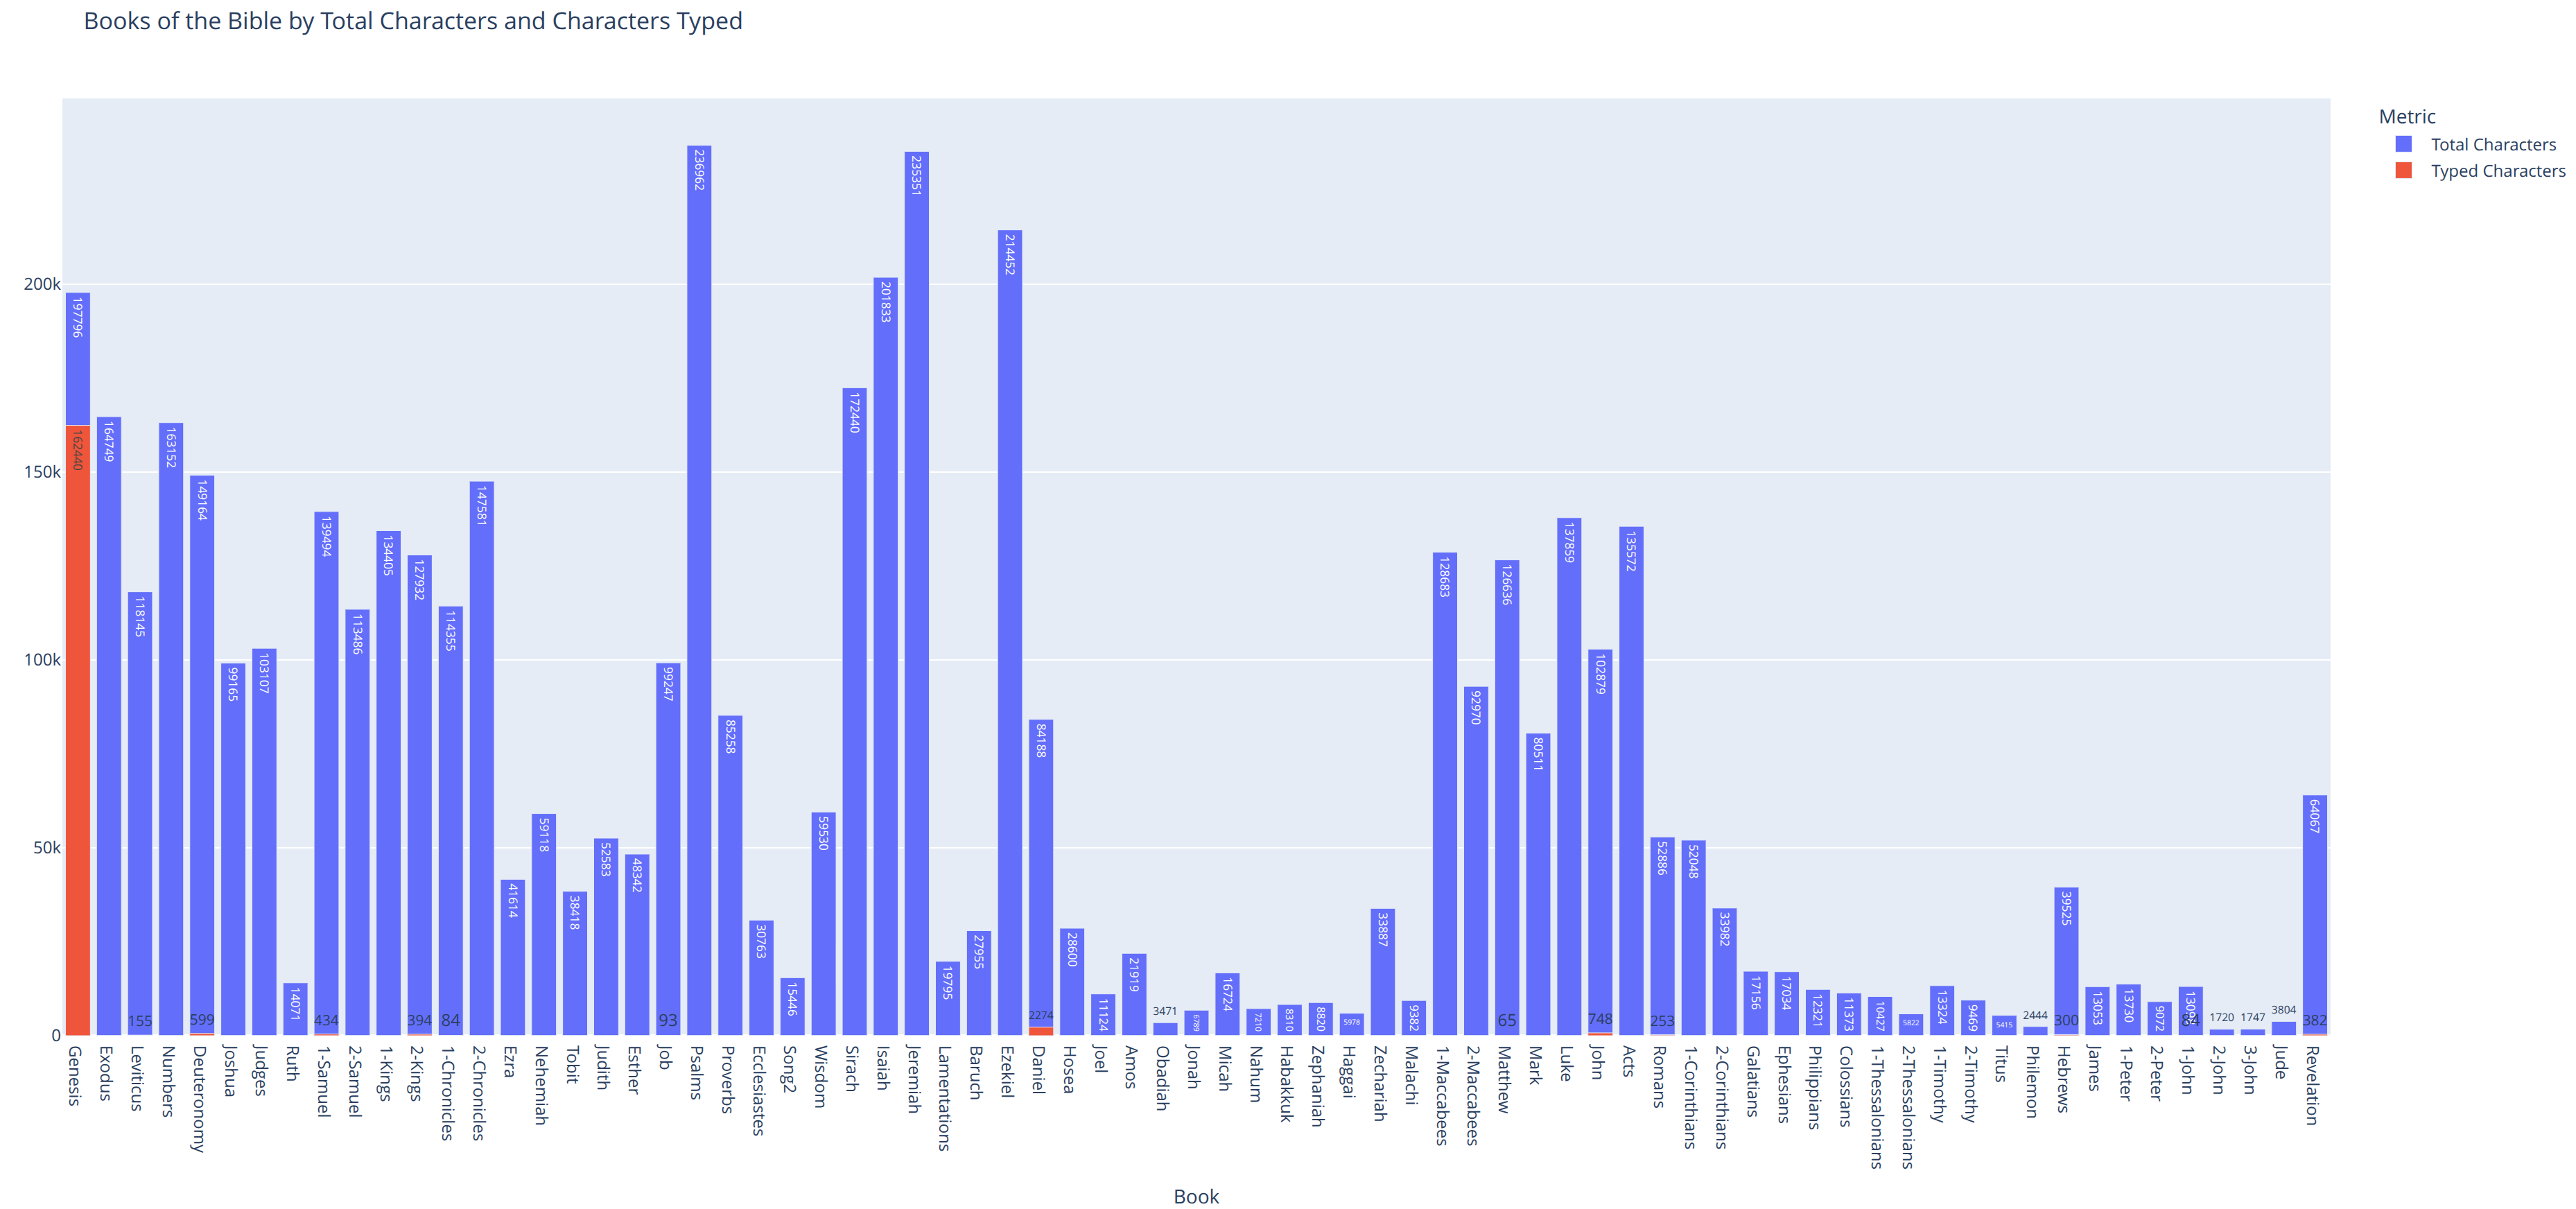 Books of the Bible by Total Characters and Characters Typed
Metric
Total Characters
Typed Characters
200k
150k
100k
50k
0
197796
162440
164749
118145
155
163152
149164
599
99165
103107
14071
139494
434
113486
134405
127932
394
114355
84
147581
41614
59118
38418
52583
48342
99247
93
236962
85258
30763
15446
59530
172440
201833
235351
19795
27955
214452
84188
2274
28600
11124
21919
3471
6789
16724
7210
8310
8820
5978
33887
9382
128683
92970
126636
65
80511
137859
102879
748
135572
52886
253
52048
33982
17156
17034
12321
11373
10427
5822
13324
9469
5415
2444
39525
300
13053
13730
9072
84
1720
1747
3804
64067
382
Genesis
Exodus
Leviticus
Numbers
Deuteronomy
Joshua
Judges
Ruth
1-Samuel
2-Samuel
1-Kings
2-Kings
1-Chronicles
2-Chronicles
Ezra
Nehemiah
Tobit
Judith
Esther
Job
Psalms
Proverbs
Ecclesiastes
Song2
Wisdom
Sirach
Isaiah
Jeremiah
Lamentations
Baruch
Ezekiel
Daniel
Hosea
Joel
Amos
Obadiah
Jonah
Micah
Nahum
Habakkuk
Zephaniah
Haggai
Zechariah
Malachi
1-Maccabees
2-Maccabees
Matthew
Mark
Luke
John
Acts
Romans
1-Corinthians
2-Corinthians
Galatians
Ephesians
Philippians
Colossians
1-Thessalonians
2-Thessalonians
1-Timothy
2-Timothy
Titus
Philemon
Hebrews
James
1-Peter
2-Peter
1-John
2-John
3-John
Jude
Revelation
Book